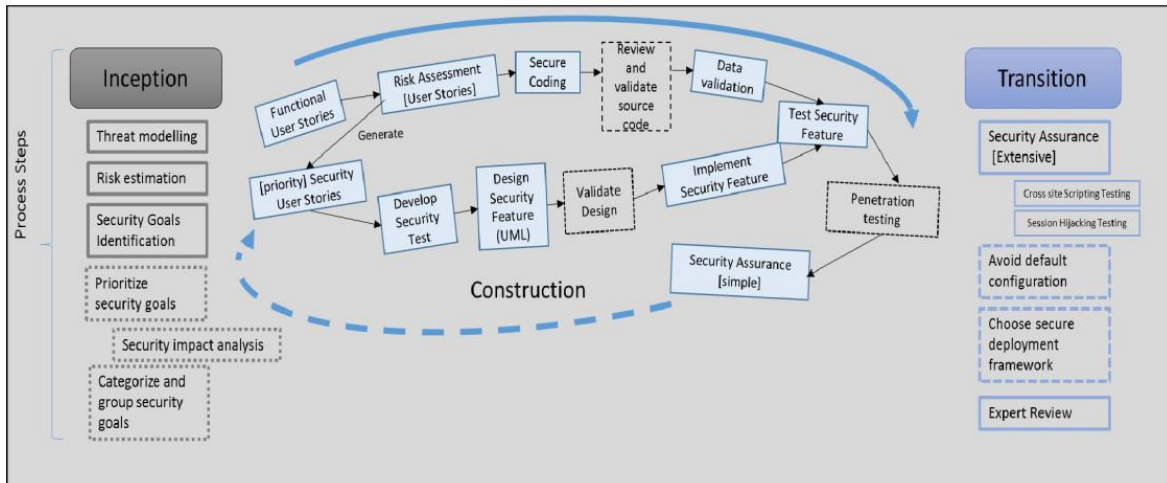 Process Steps
Inception
Threat modelling
Risk estimation
Security Goals
Identification
Prioritize
security goals
Security impact analysis
Categorize and
group security
goals
Functional
User Stories
Risk Assessment
[User Stories]
Generate
Secure
Coding
Review
and
validate
source
code
Data
validation
Test Security
Feature
[priority] Security
User Stories
Develop
Security
Test
Design
Security
Feature
(UML)
Validate
Design
Implement
Security Feature
Penetration
testing
Security Assurance
[simple]
Construction
Transition
Security Assurance
[Extensive]
Cross site Scripting Testing
Session Hijacking Testing
Avoid default
configuration
Choose secure
deployment
framework
Expert Review